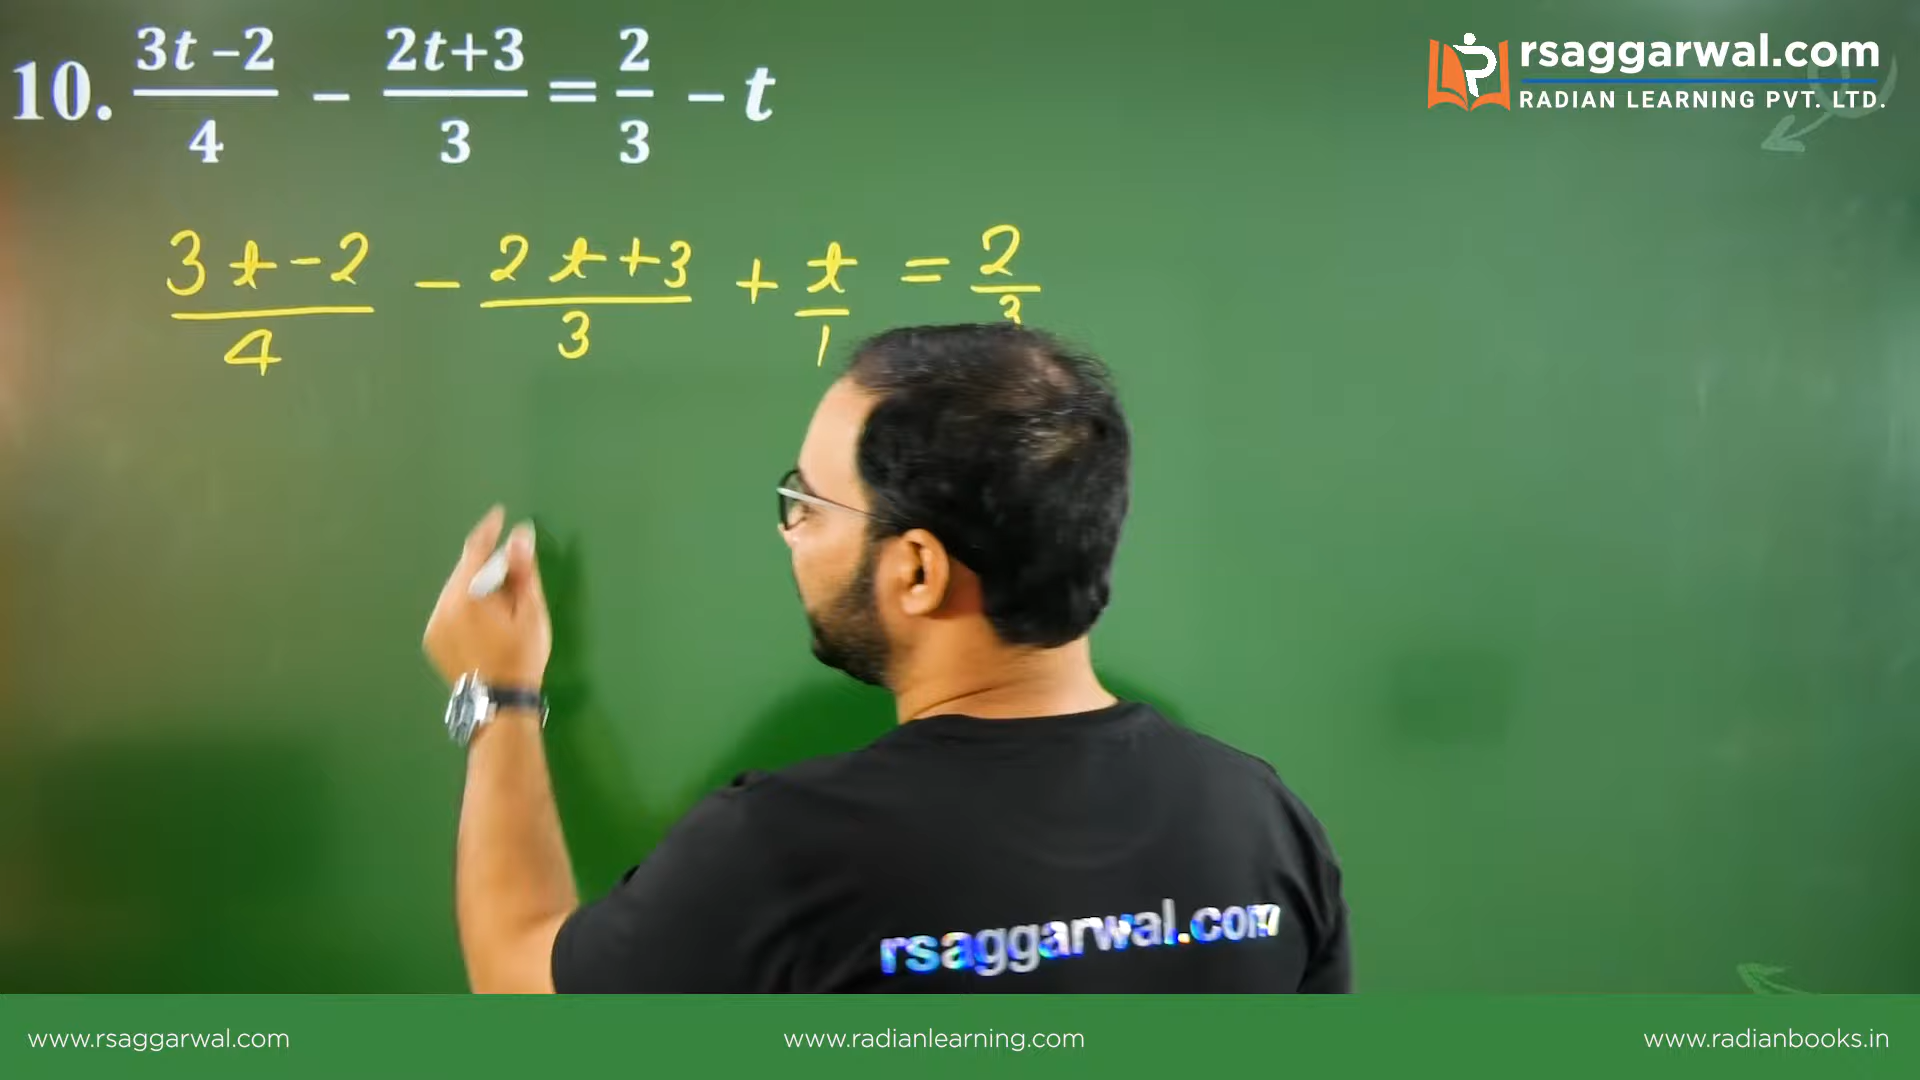 10. (3t – 2)/4 – (2t+3)/3 = 2/3 – t
rsaggarwal.com
RADIAN LEARNING PVT. LTD.
(3t – 2)/4 – (2t + 3)/3 + t/1 = 2/3
rsaggarwal.com
www.rsaggarwal.com
www.radianlearning.com
www.radianbooks.in